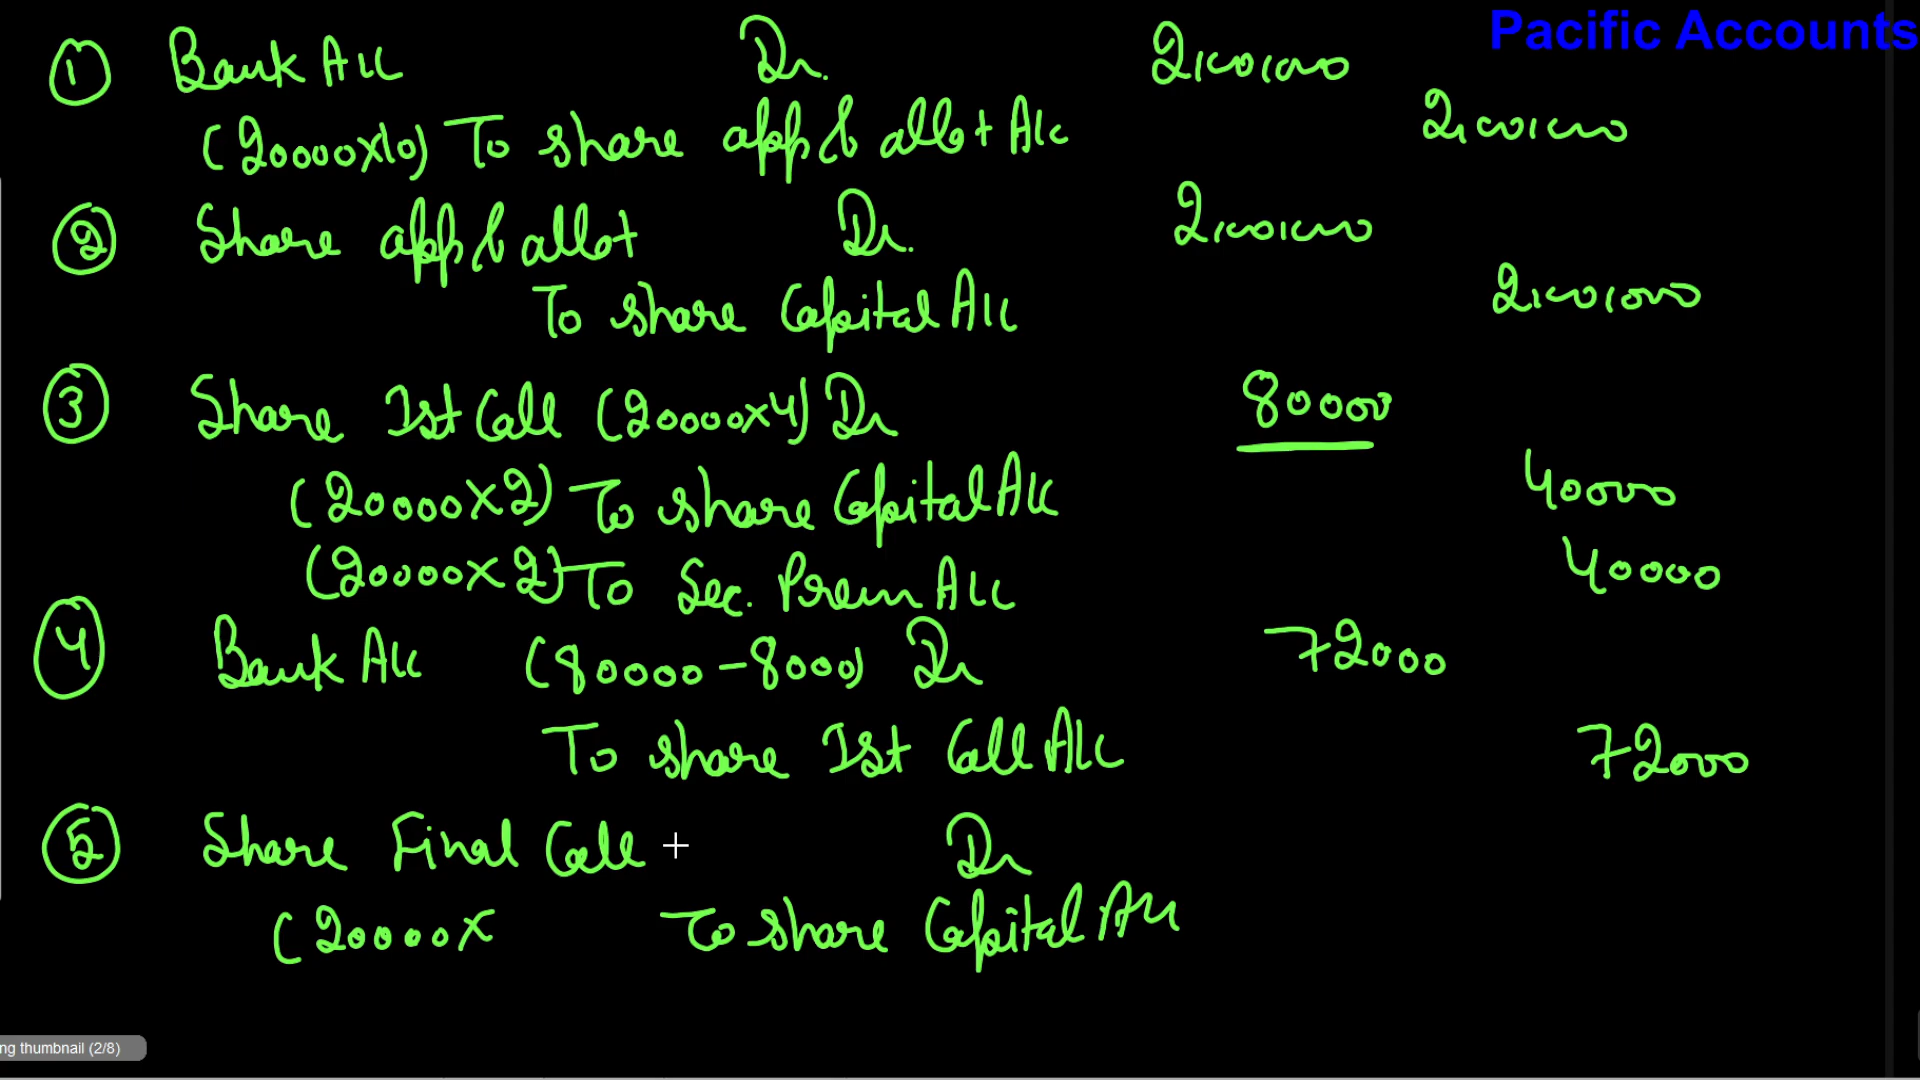 Pacific Accounts
① Bank A/c Dr. 2,00,000
(20000x10) To share app & allot A/c 2,00,000
② Share app & allot Dr. 2,00,000
To share Capital A/c 2,00,000
③ Share Ist Call (20000x4) Dr 80000
(20000x2) To share Capital A/c 40000
(20000x2) To Sec. Prem A/c 40000
④ Bank A/c (80000-8000) Dr 72000
To share Ist Call A/c 72000
⑤ Share Final Call Dr
(20000x To share Capital A/c
ng thumbnail (2/8)